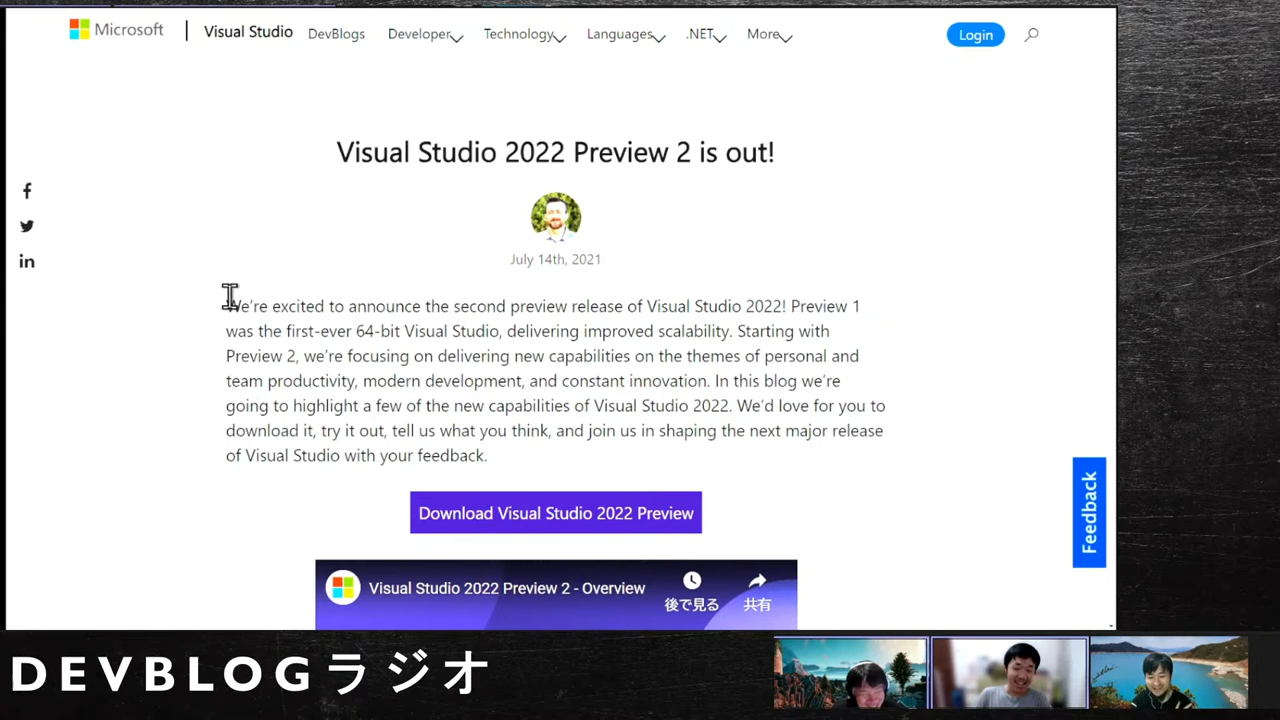 Microsoft | Visual Studio DevBlogs Developer Technology Languages .NET More Login
Visual Studio 2022 Preview 2 is out!
July 14th, 2021
We're excited to announce the second preview release of Visual Studio 2022! Preview 1
was the first-ever 64-bit Visual Studio, delivering improved scalability. Starting with
Preview 2, we're focusing on delivering new capabilities on the themes of personal and
team productivity, modern development, and constant innovation. In this blog we're
going to highlight a few of the new capabilities of Visual Studio 2022. We'd love for you to
download it, try it out, tell us what you think, and join us in shaping the next major release
of Visual Studio with your feedback.
Download Visual Studio 2022 Preview
Feedback
Visual Studio 2022 Preview 2 - Overview
後で見る 共有
DEVBLOGラジオ